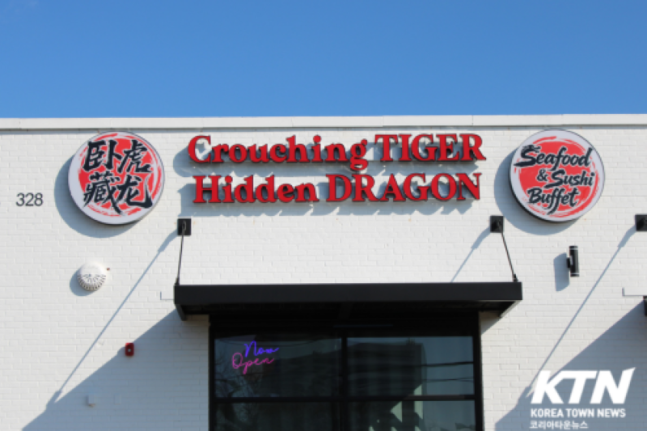 328
卧虎
藏龙
Crouching TIGER
Hidden DRAGON
Seafood
& Sushi
Buffet
Now
Open
KTN
KOREA TOWN NEWS
코리아타운뉴스